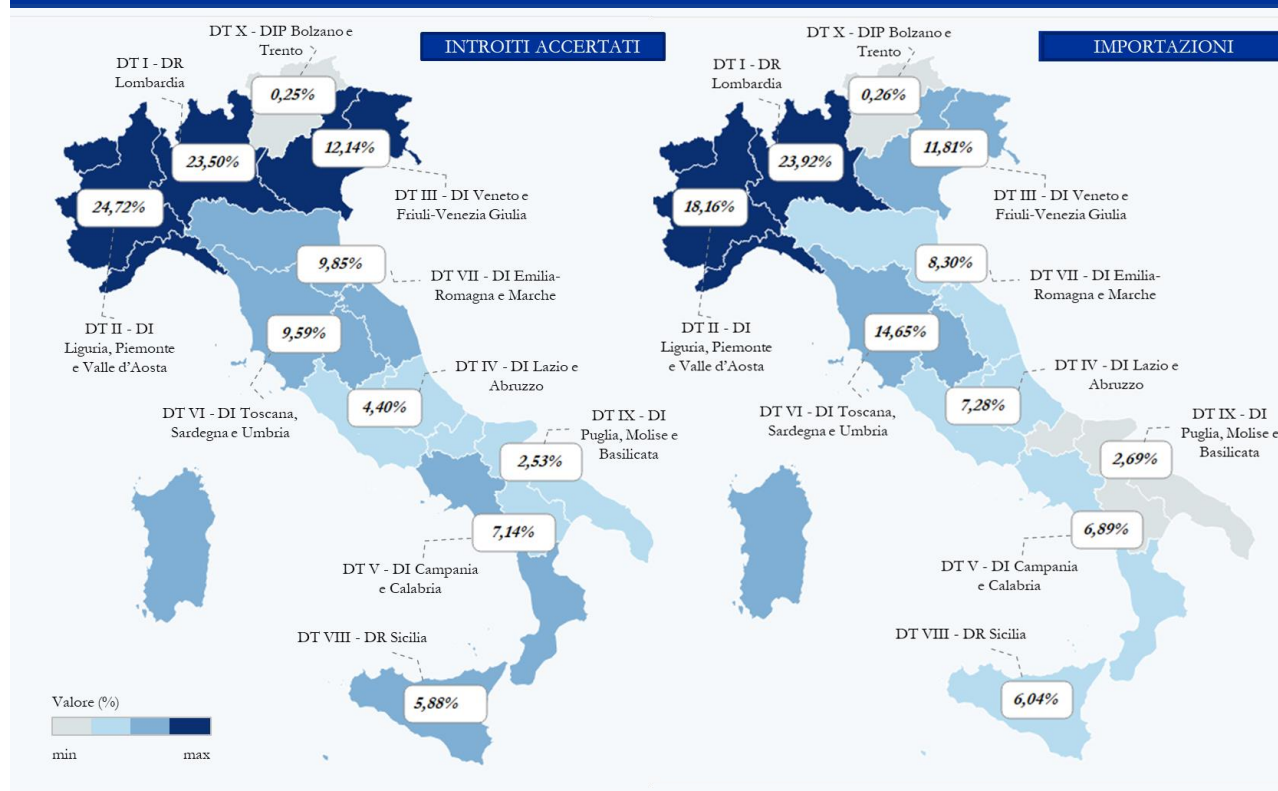 INTROITI ACCERTATI
DT X - DIP Bolzano e
Trento
0,25%
DT I - DR
Lombardia
23,50%
12,14%
DT III - DI Veneto e
Friuli-Venezia Giulia
24,72%
DT II - DI
Liguria, Piemonte
e Valle d’Aosta
9,85%
DT VII - DI Emilia-
Romagna e Marche
9,59%
DT VI - DI Toscana,
Sardegna e Umbria
DT IV - DI Lazio e
Abruzzo
4,40%
DT IX - DI
Puglia, Molise e
Basilicata
2,53%
7,14%
DT V - DI Campania
e Calabria
DT VIII - DR Sicilia
5,88%
Valore (%)
min
max
IMPORTAZIONI
DT X - DIP Bolzano e
Trento
0,26%
DT I - DR
Lombardia
23,92%
11,81%
DT III - DI Veneto e
Friuli-Venezia Giulia
18,16%
DT II - DI
Liguria, Piemonte
e Valle d’Aosta
8,30%
DT VII - DI Emilia-
Romagna e Marche
14,65%
DT VI - DI Toscana,
Sardegna e Umbria
DT IV - DI Lazio e
Abruzzo
7,28%
DT IX - DI
Puglia, Molise e
Basilicata
2,69%
6,89%
DT V - DI Campania
e Calabria
DT VIII - DR Sicilia
6,04%